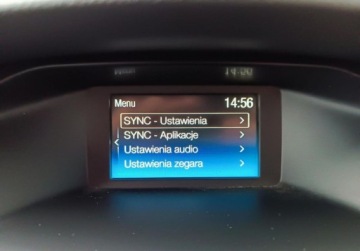 Menu 14:56
SYNC - Ustawienia
SYNC - Aplikacje
Ustawienia audio
Ustawienia zegara